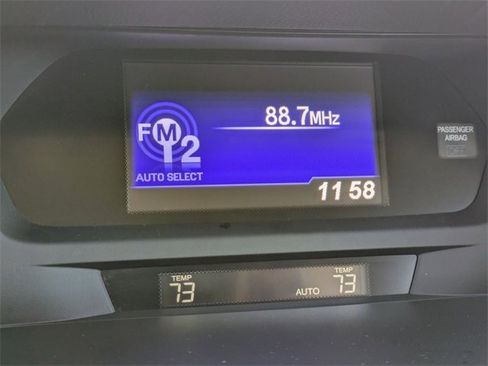 88.7MHz
FM
2
AUTO SELECT
11 58
PASSENGER
AIRBAG
TEMP
73
AUTO
TEMP
73